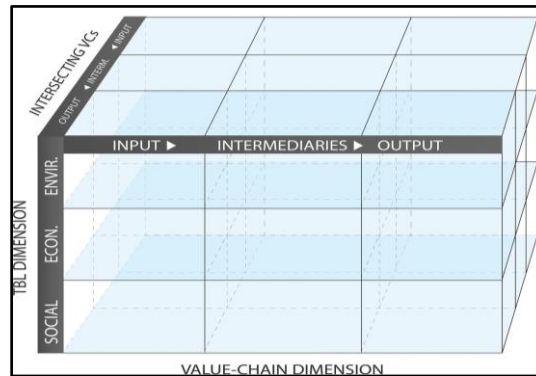 INTERSECTING VCs
OUTPUT ◄ INTERM. ◄ INPUT
INPUT ► INTERMEDIARIES ► OUTPUT
TBL DIMENSION
ENVIR.
ECON.
SOCIAL
VALUE-CHAIN DIMENSION